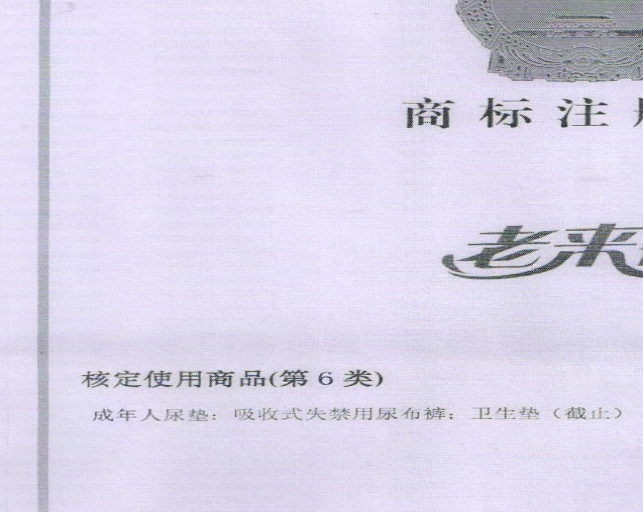 商标注
老来
核定使用商品(第 6 类)
成年人尿垫；吸收式失禁用尿布裤；卫生垫（截止）